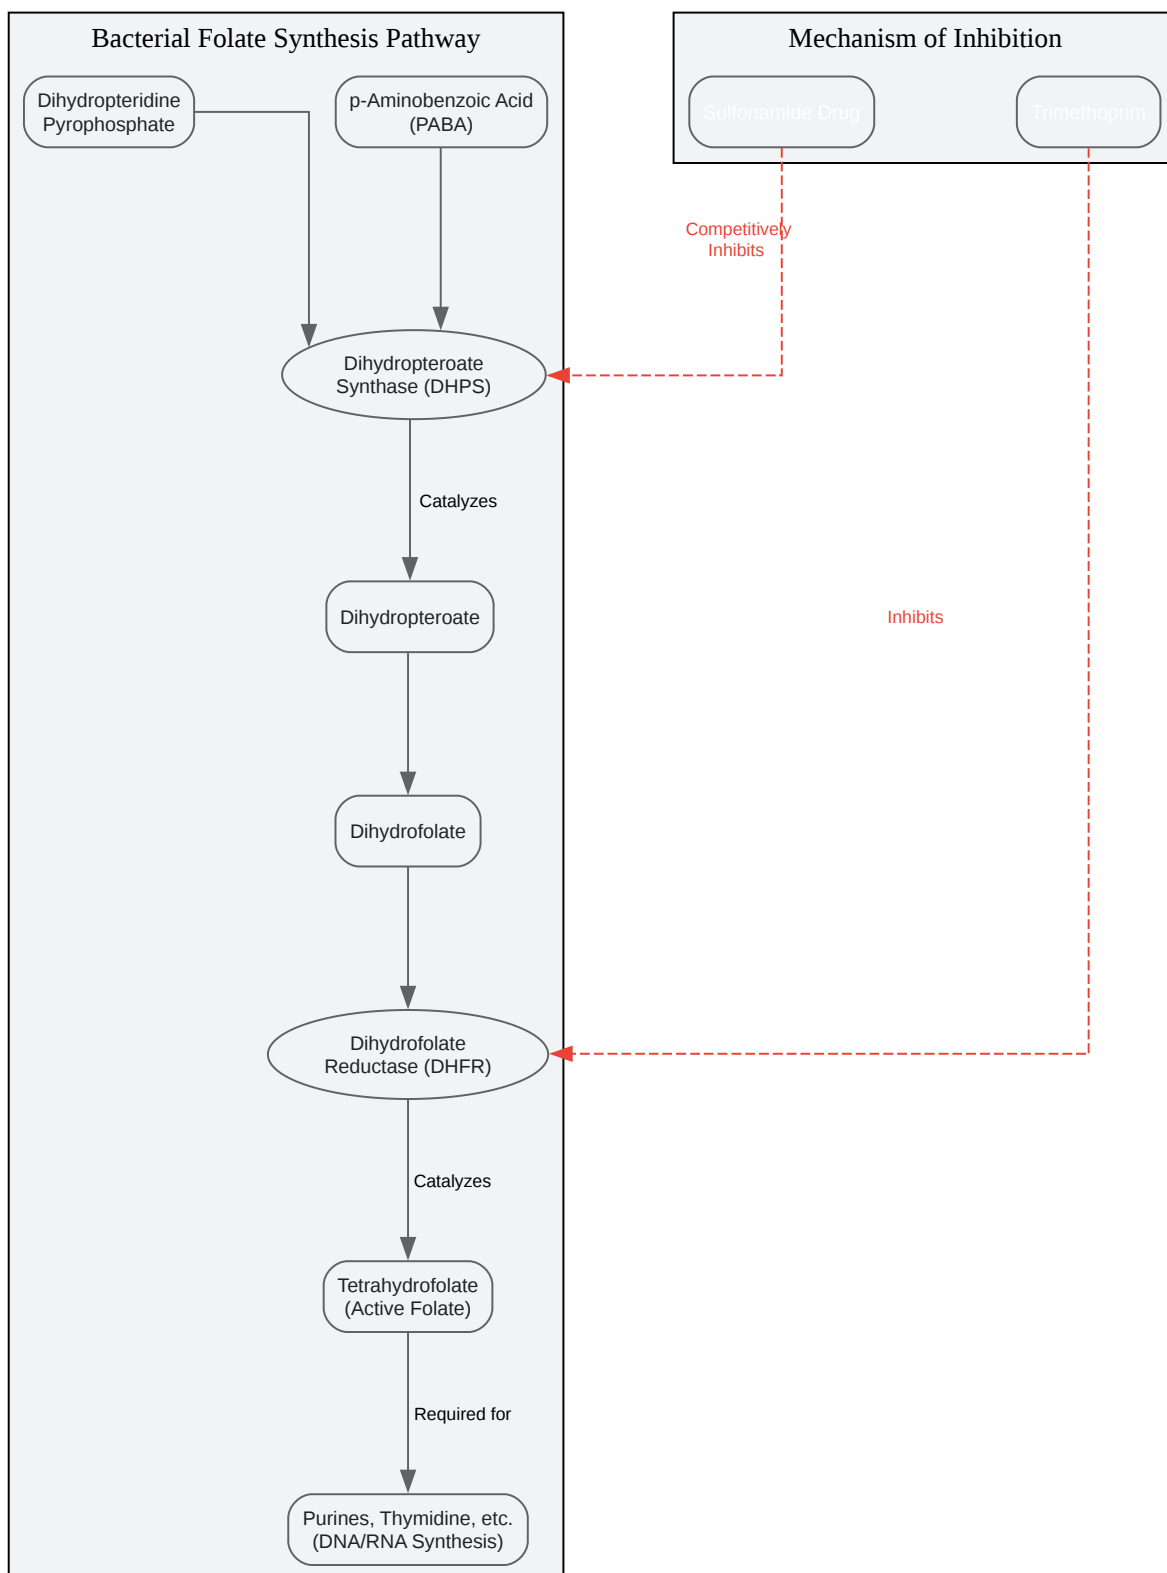 Bacterial Folate Synthesis Pathway
Dihydropteridine
Pyrophosphate
p-Aminobenzoic Acid
(PABA)
Dihydropteroate
Synthase (DHPS)
Catalyzes
Dihydropteroate
Dihydrofolate
Dihydrofolate
Reductase (DHFR)
Catalyzes
Tetrahydrofolate
(Active Folate)
Required for
Purines, Thymidine, etc.
(DNA/RNA Synthesis)
Mechanism of Inhibition
Sulfonamide Drug
Trimethoprim
Competitively
Inhibits
Inhibits